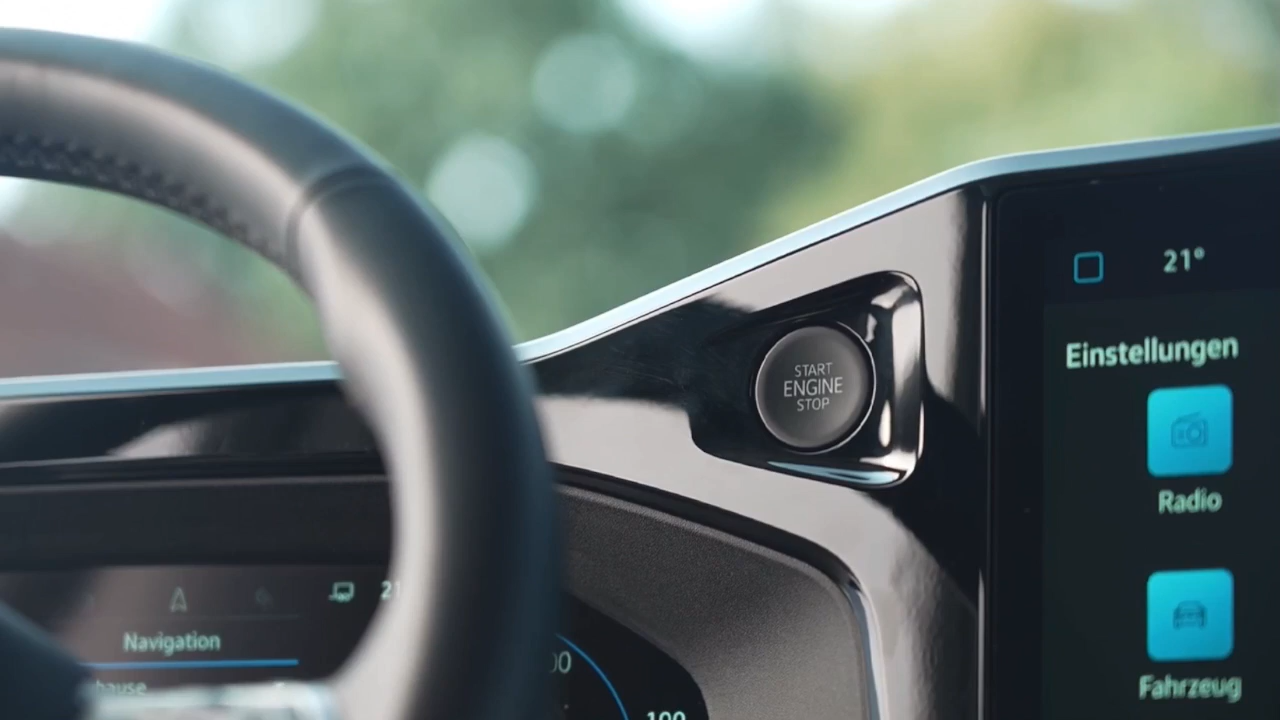 21°
Einstellungen
START
ENGINE
STOP
Radio
Navigation
Fahrzeug
100